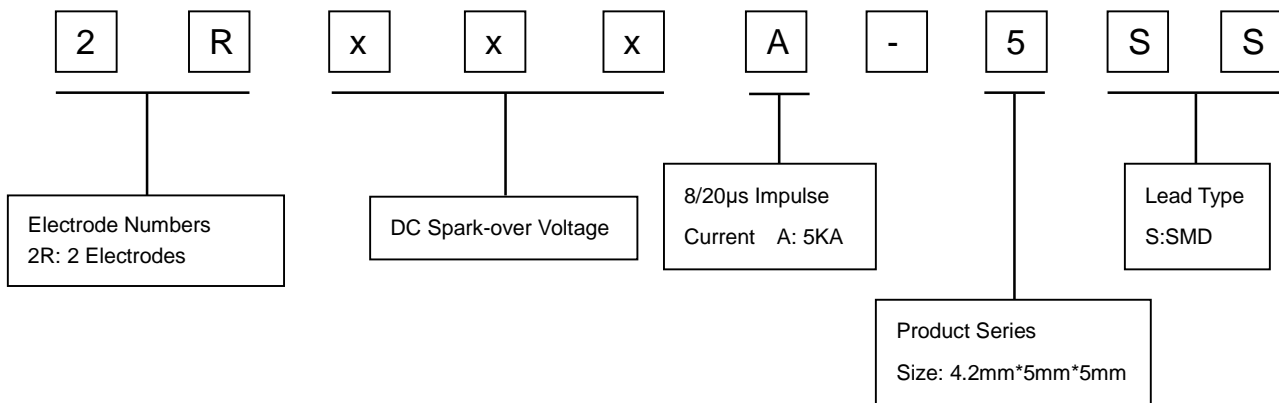 2 R x x x A - 5 S S
Electrode Numbers
2R: 2 Electrodes
DC Spark-over Voltage
8/20µs Impulse
Current A: 5KA
Lead Type
S:SMD
Product Series
Size: 4.2mm*5mm*5mm